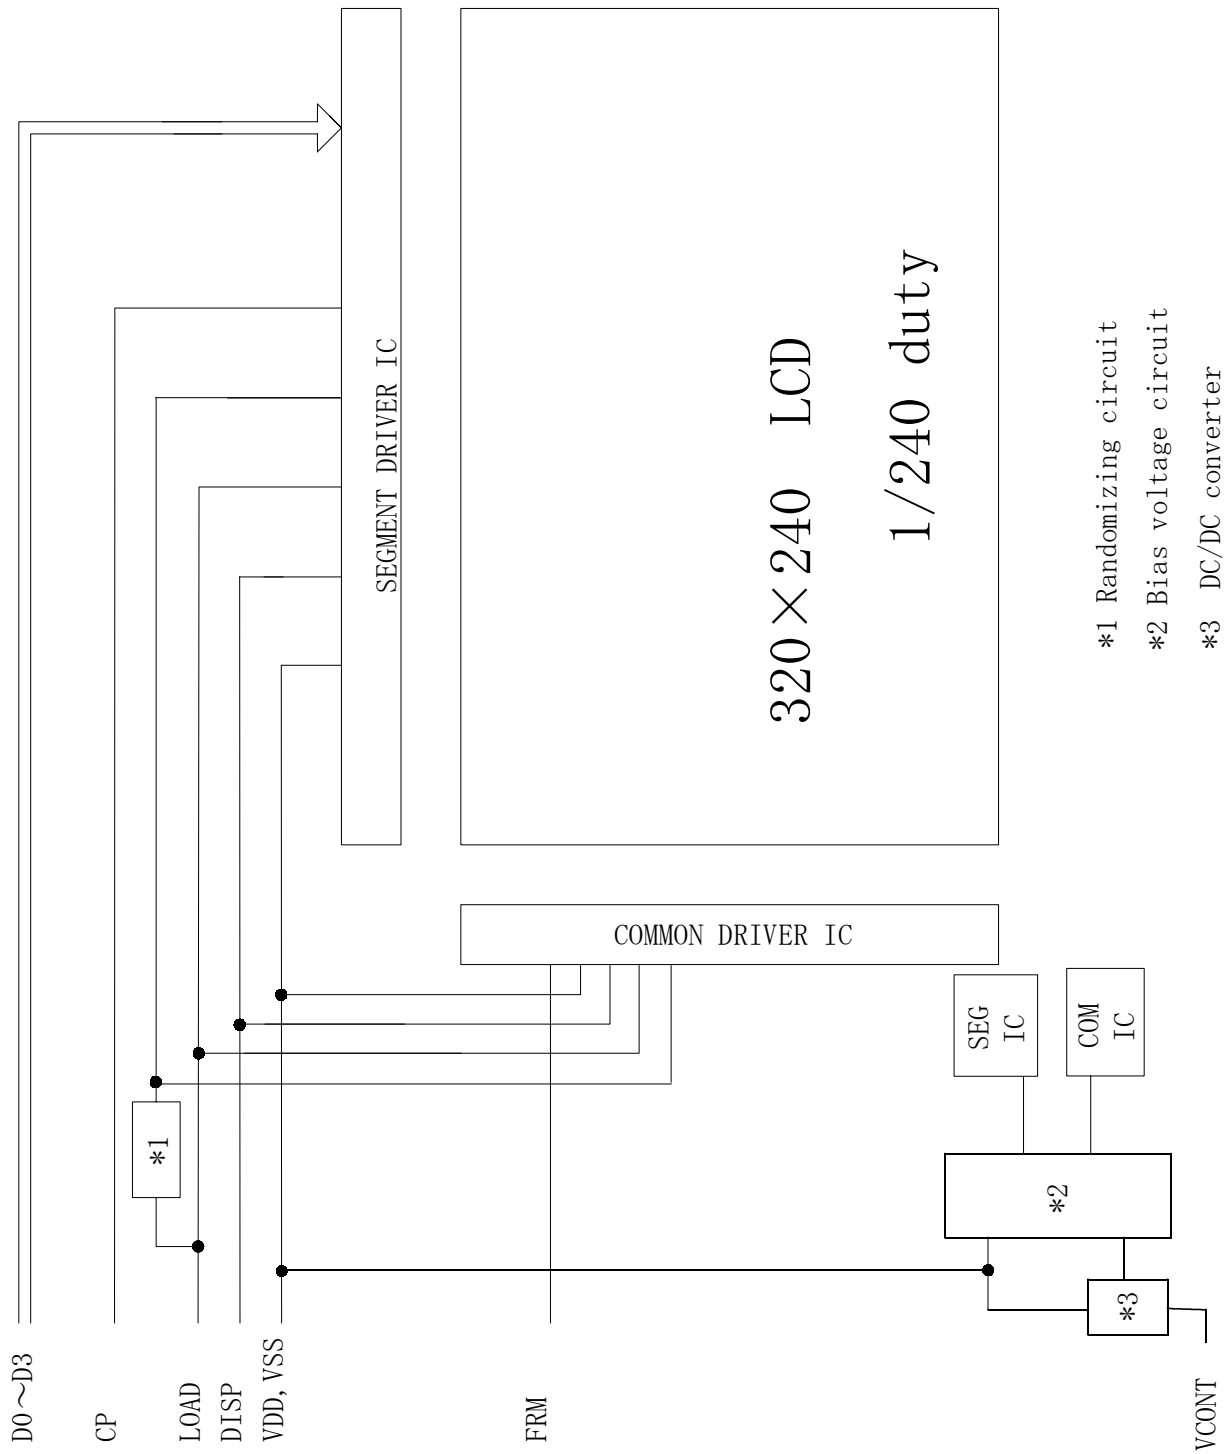 D0～D3
CP
LOAD
DISP
VDD, VSS
FRM
VCONT
*1
SEGMENT DRIVER IC
COMMON DRIVER IC
320×240 LCD
1/240 duty
SEG
IC
COM
IC
*2
*3
*1 Randomizing circuit
*2 Bias voltage circuit
*3 DC/DC converter